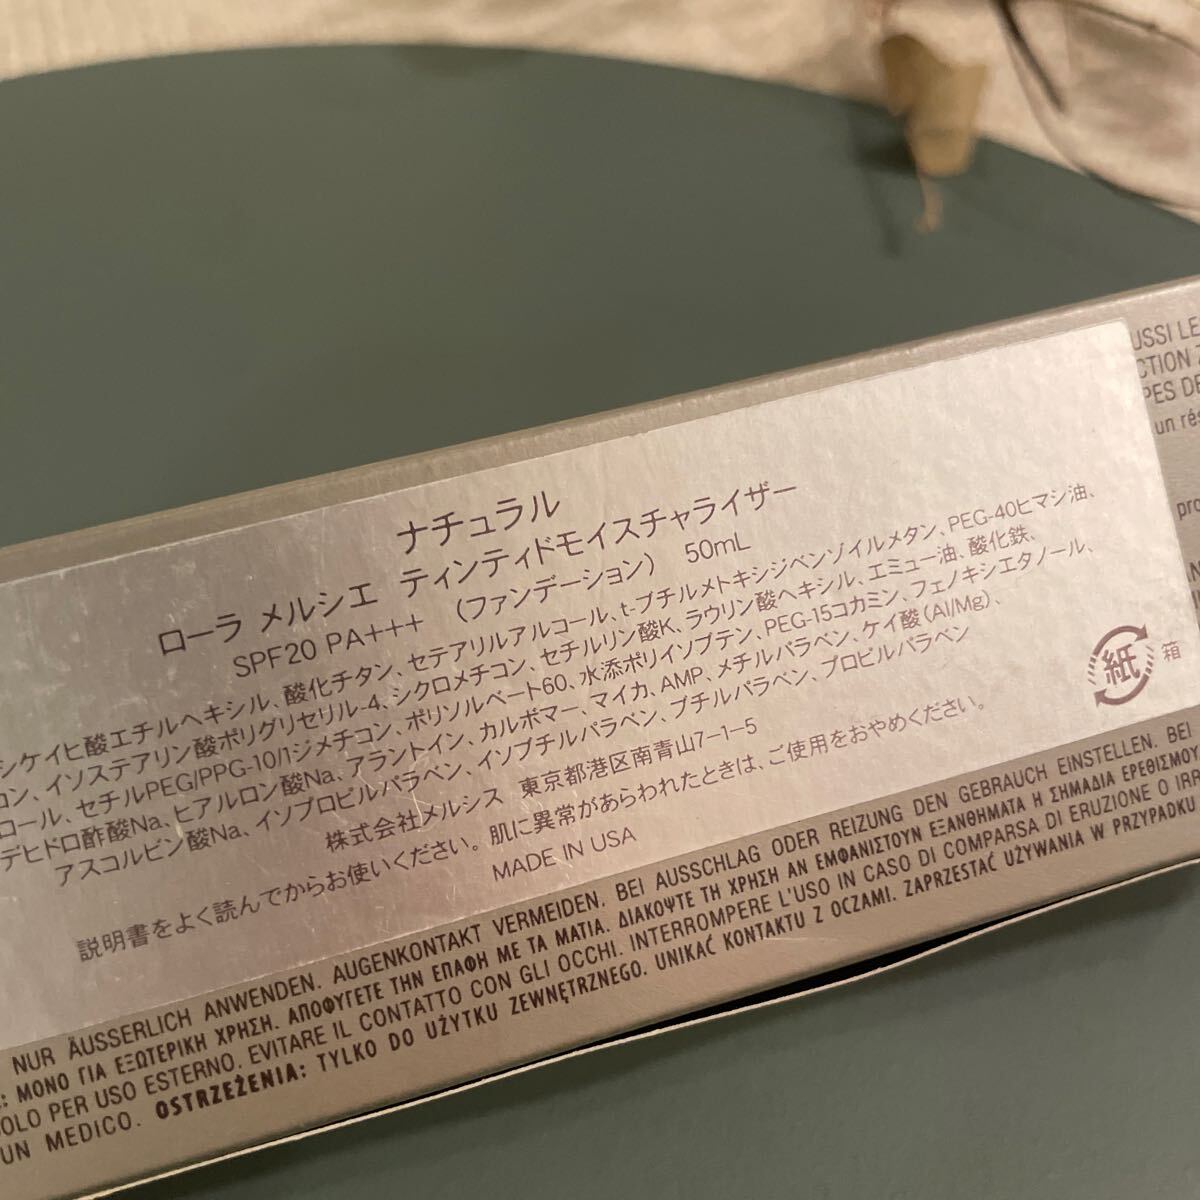 ナチュラル
ローラ メルシエ ティンティドモイスチャライザー
SPF20 PA+++ (ファンデーション) 50mL
シケイヒ酸エチルヘキシル、酸化チタン、セテアリルアルコール、t-ブチルメトキシジベンゾイルメタン、PEG-40ヒマシ油、
コン、イソステアリン酸ポリグリセリル-4、シクロメチコン、セチルリン酸K、ラウリン酸ヘキシル、エミュー油、酸化鉄、
ロール、セチルPEG/PPG-10/1ジメチコン、ポリソルベート60、水添ポリイソブテン、PEG-15コカミン、フェノキシエタノール、
デヒドロ酢酸Na、ヒアルロン酸Na、アラントイン、カルボマー、マイカ、AMP、メチルパラベン、ケイ酸(Al/Mg)、
アスコルビン酸Na、イソプロピルパラベン、イソブチルパラベン、ブチルパラベン、プロピルパラベン
株式会社メルシス 東京都港区南青山7-1-5
説明書をよく読んでからお使いください。肌に異常があらわれたときは、ご使用をおやめください。
MADE IN USA
紙 箱
USSI LE
CTION
PES DE
un rés
pro
NUR ÄUSSERLICH ANWENDEN. AUGENKONTAKT VERMEIDEN. BEI AUSSCHLAG ODER REIZUNG DEN GEBRAUCH EINSTELLEN. BEI
: ΜΟΝΟ ΓΙΑ ΕΞΩΤΕΡΙΚΗ ΧΡΗΣΗ. ΑΠΟΦΥΓΕΤΕ ΤΗΝ ΕΠΑΦΗ ΜΕ ΤΑ ΜΑΤΙΑ. ΔΙΑΚΟΨΤΕ ΤΗ ΧΡΗΣΗ ΑΝ ΕΜΦΑΝΙΣΤΟΥΝ ΕΞΑΝΘΗΜΑΤΑ Η ΣΗΜΑΔΙΑ ΕΡΕΘΙΣΜΟΥ
OLO PER USO ESTERNO. EVITARE IL CONTATTO CON GLI OCCHI. INTERROMPERE L'USO IN CASO DI COMPARSA DI ERUZIONE O IRR
UN MEDICO. OSTRZEŻENIA: TYLKO DO UŻYTKU ZEWNĘTRZNEGO. UNIKAĆ KONTAKTU Z OCZAMI. ZAPRZESTAĆ UŻYWANIA W PRZYPADKU